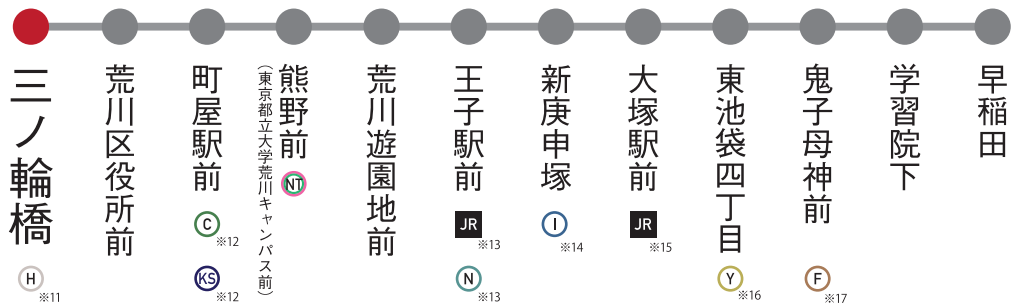 三ノ輪橋
H
※11
荒川区役所前
町屋駅前
C
※12
KS
※12
熊野前
NT
(東京都立大学荒川キャンパス前)
荒川遊園地前
王子駅前
JR
※13
N
※13
新庚申塚
I
※14
大塚駅前
JR
※15
東池袋四丁目
Y
※16
鬼子母神前
F
※17
学習院下
早稲田